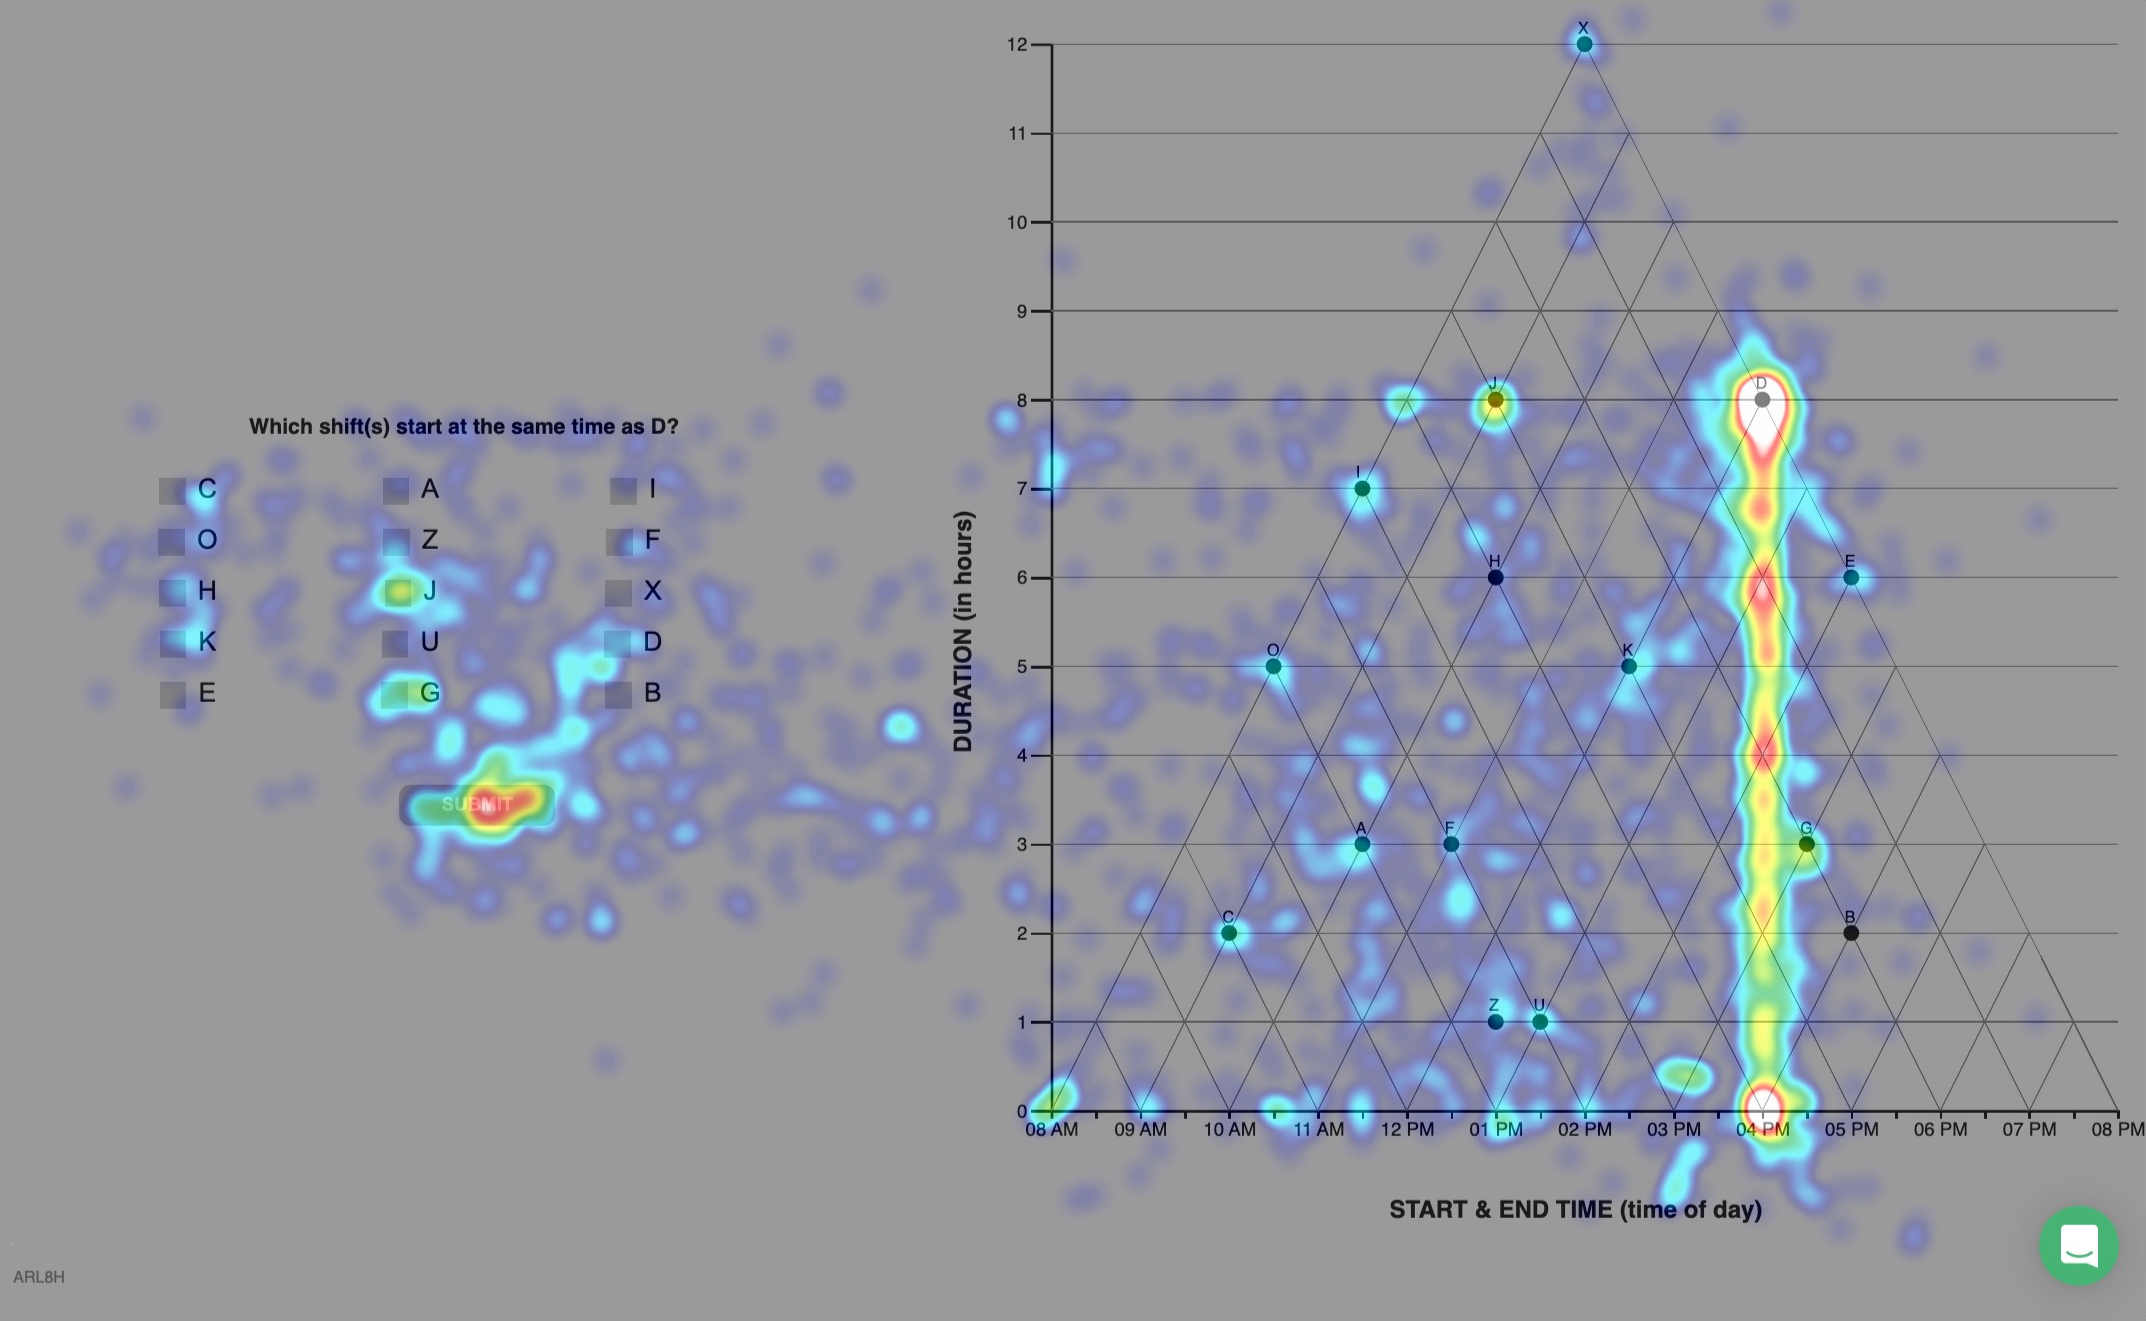 Which shift(s) start at the same time as D?
C A I
O Z F
H J X
K U D
E G B
SUBMIT
ARL8H
DURATION (in hours)
12
11
10
9
8
7
6
5
4
3
2
1
0
X
J
D
I
H
E
O
K
A
F
G
C
B
Z
U
08 AM 09 AM 10 AM 11 AM 12 PM 01 PM 02 PM 03 PM 04 PM 05 PM 06 PM 07 PM 08 PM
START & END TIME (time of day)